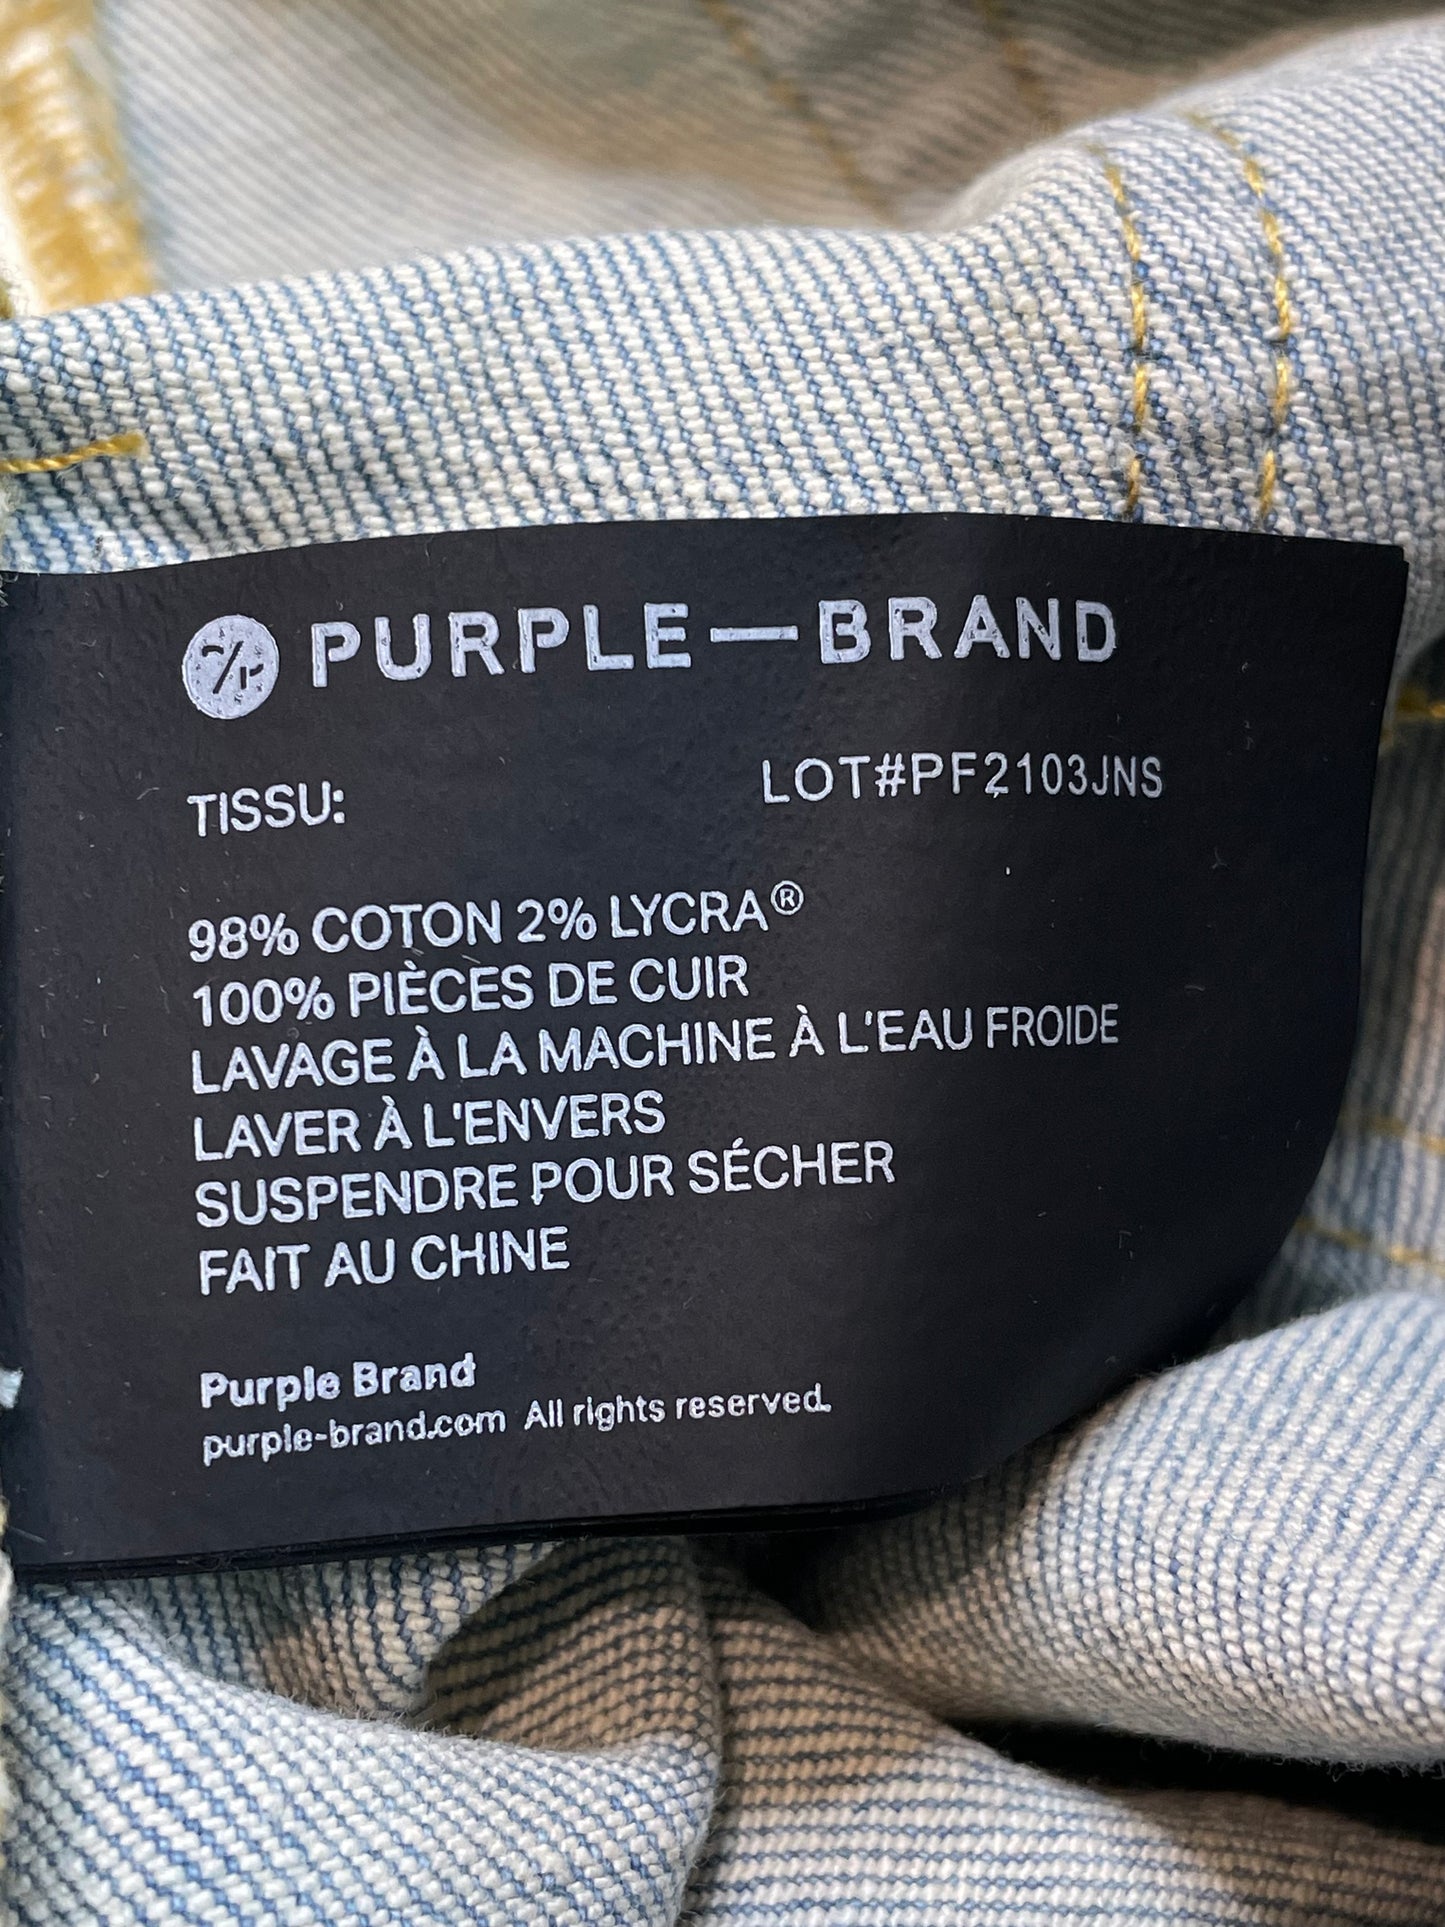 PURPLE—BRAND
TISSU: LOT#PF2103JNS
98% COTON 2% LYCRA®
100% PIÈCES DE CUIR
LAVAGE À LA MACHINE À L'EAU FROIDE
LAVER À L'ENVERS
SUSPENDRE POUR SÉCHER
FAIT AU CHINE
Purple Brand
purple-brand.com All rights reserved.